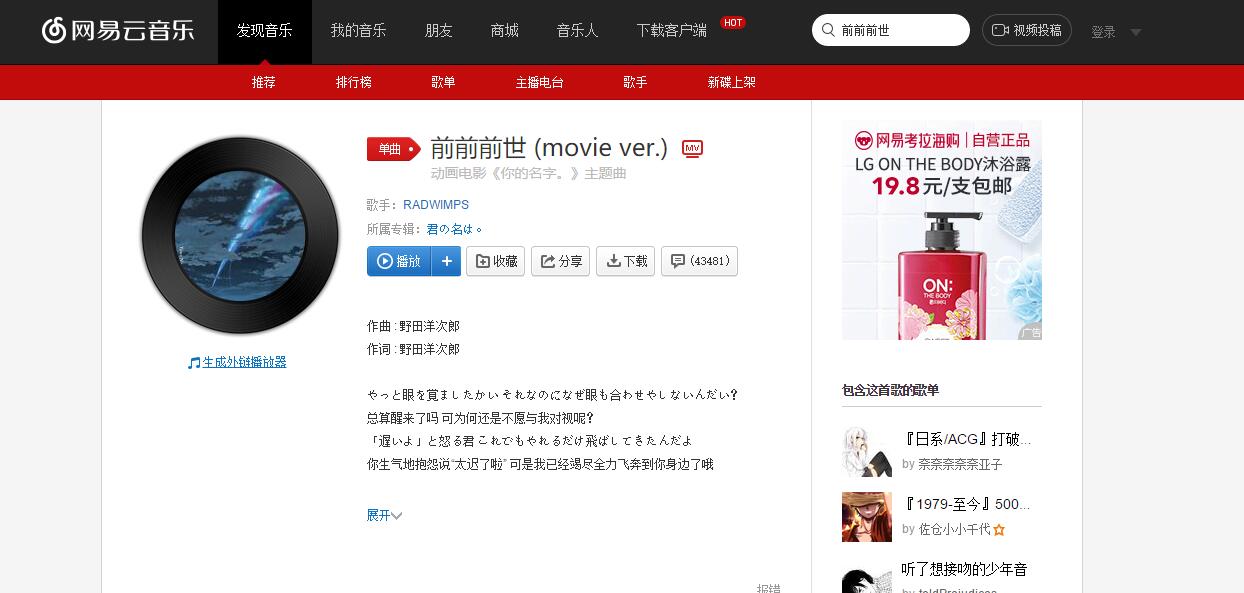 网易云音乐
发现音乐
我的音乐
朋友
商城
音乐人
下载客户端
HOT
前前前世
视频投稿
登录
推荐
排行榜
歌单
主播电台
歌手
新碟上架
单曲
前前前世 (movie ver.)
MV
动画电影《你的名字。》主题曲
歌手：RADWIMPS
所属专辑：君の名は。
播放
+
收藏
分享
下载
(43481)
生成外链播放器
作曲 : 野田洋次郎
作词 : 野田洋次郎
やっと眼を覚ましたかい それなのになぜ眼も合わせやしないんだい?
总算醒来了吗 可为何还是不愿与我对视呢?
「遅いよ」と怒る君 これでもやれるだけ飛ばしてきたんだよ
你生气地抱怨说“太迟了啦” 可是我已经竭尽全力飞奔到你身边了哦
展开
报错
网易考拉海购 | 自营正品
LG ON THE BODY沐浴露
19.8元/支包邮
ON:
THE BODY
广告
包含这首歌的歌单
『日系/ACG』打破...
by 奈奈奈奈奈亚子
『1979-至今』500...
by 佐仓小小千代
听了想接吻的少年音
by toldPrejudices